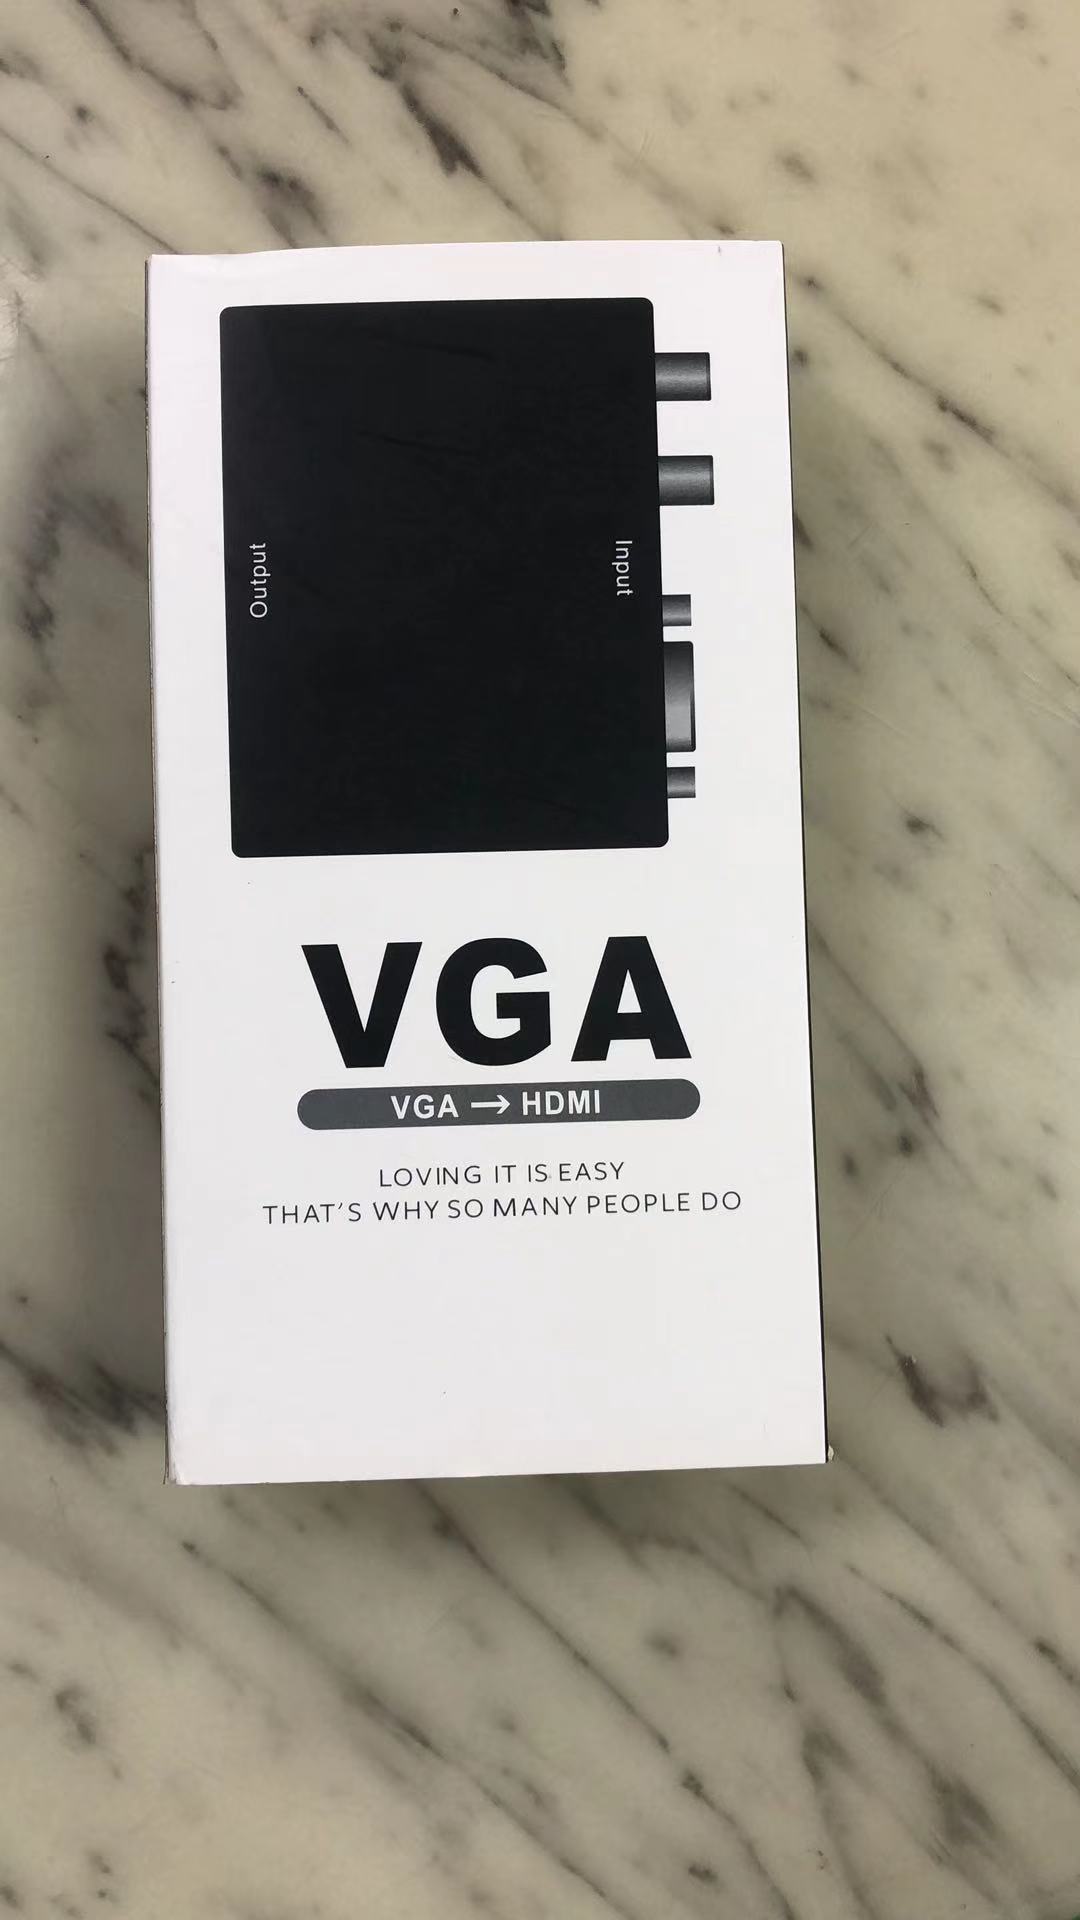 Output
Input
VGA
VGA → HDMI
LOVING IT IS EASY
THAT'S WHY SO MANY PEOPLE DO